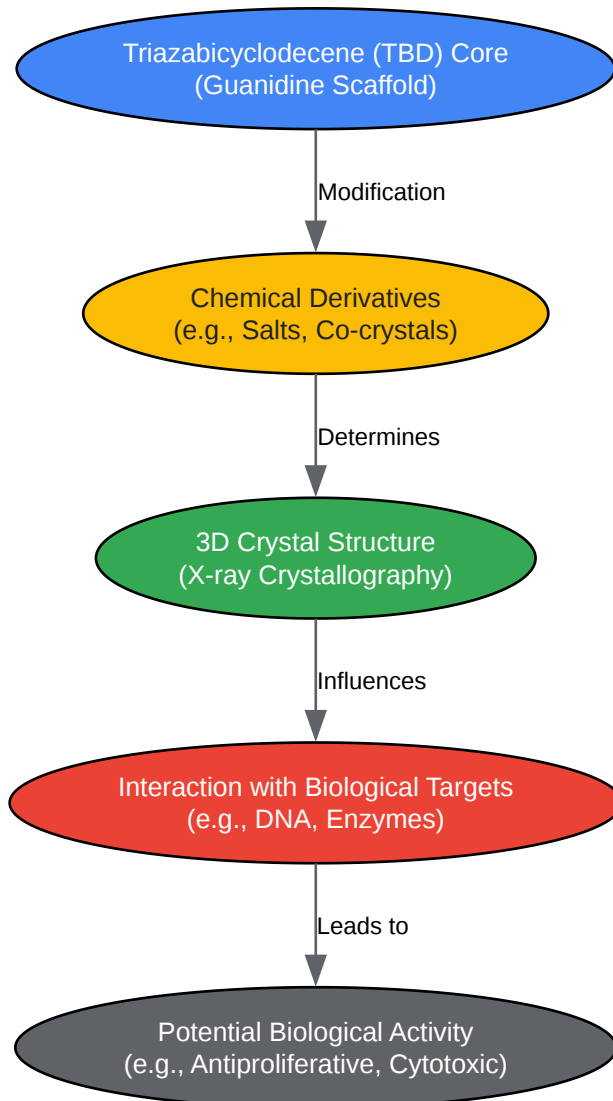 Triazabicyclodecene (TBD) Core
(Guanidine Scaffold)
Modification
Chemical Derivatives
(e.g., Salts, Co-crystals)
Determines
3D Crystal Structure
(X-ray Crystallography)
Influences
Interaction with Biological Targets
(e.g., DNA, Enzymes)
Leads to
Potential Biological Activity
(e.g., Antiproliferative, Cytotoxic)